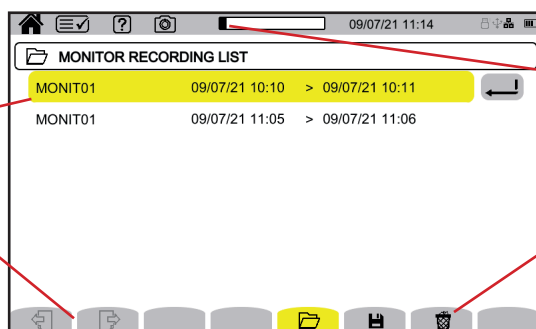 09/07/21 11:14
MONITOR RECORDING LIST
MONIT01 09/07/21 10:10 > 09/07/21 10:11
MONIT01 09/07/21 11:05 > 09/07/21 11:06